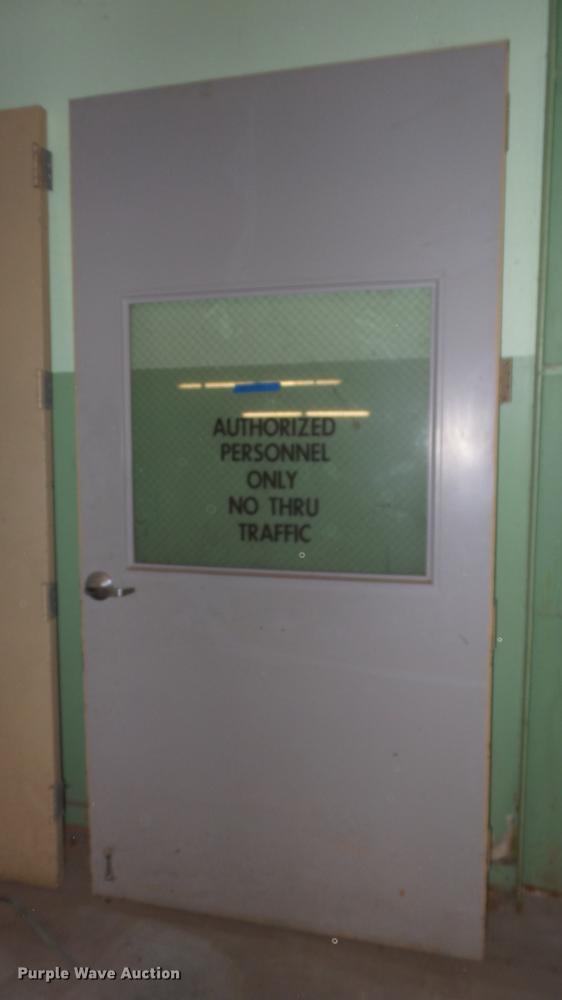 AUTHORIZED
PERSONNEL
ONLY
NO THRU
TRAFFIC
Purple Wave Auction